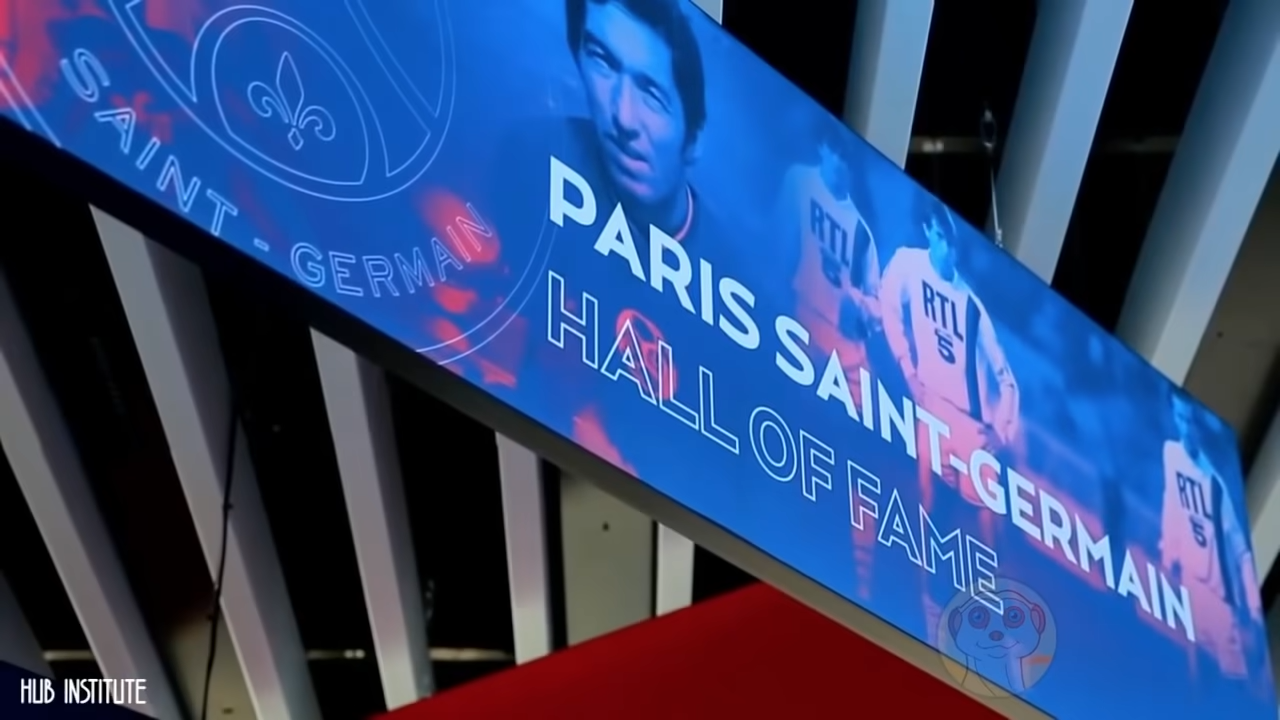 SAINT-GERMAIN
PARIS SAINT-GERMAIN
HALL OF FAME
RTL
5
RTL
5
RTL
5
HUB INSTITUTE